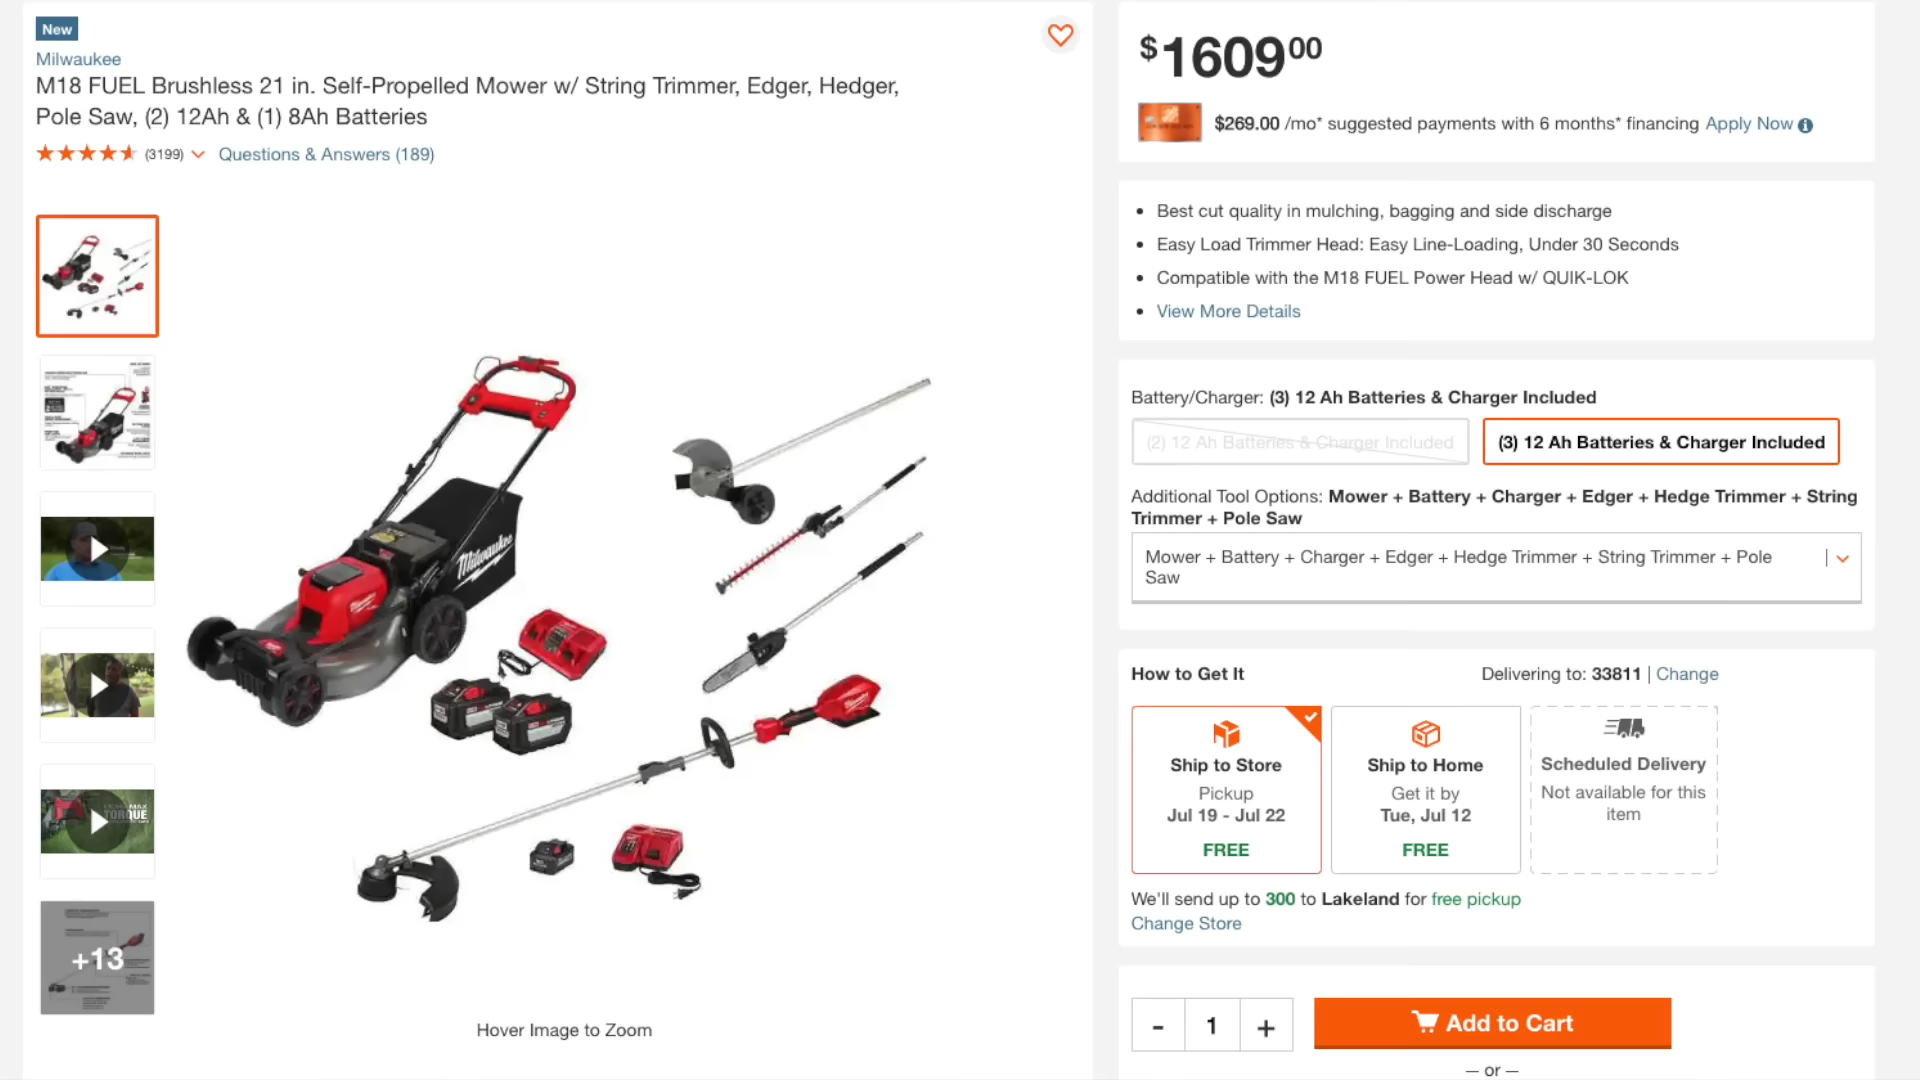 New
Milwaukee
M18 FUEL Brushless 21 in. Self-Propelled Mower w/ String Trimmer, Edger, Hedger,
Pole Saw, (2) 12Ah & (1) 8Ah Batteries
(3199)
Questions & Answers (189)
Milwaukee
TORQUE
+13
Hover Image to Zoom
$160900
$269.00 /mo* suggested payments with 6 months* financing Apply Now
Best cut quality in mulching, bagging and side discharge
Easy Load Trimmer Head: Easy Line-Loading, Under 30 Seconds
Compatible with the M18 FUEL Power Head w/ QUIK-LOK
View More Details
Battery/Charger: (3) 12 Ah Batteries & Charger Included
(2) 12 Ah Batteries & Charger Included
(3) 12 Ah Batteries & Charger Included
Additional Tool Options: Mower + Battery + Charger + Edger + Hedge Trimmer + String
Trimmer + Pole Saw
Mower + Battery + Charger + Edger + Hedge Trimmer + String Trimmer + Pole
Saw
How to Get It
Delivering to: 33811 | Change
Ship to Store
Pickup
Jul 19 - Jul 22
FREE
Ship to Home
Get it by
Tue, Jul 12
FREE
Scheduled Delivery
Not available for this
item
We'll send up to 300 to Lakeland for free pickup
Change Store
- 1 +
Add to Cart
— or —